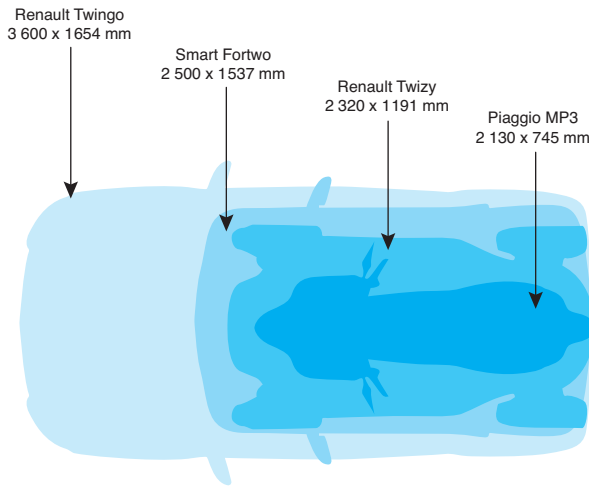 Renault Twingo
3 600 x 1654 mm
Smart Fortwo
2 500 x 1537 mm
Renault Twizy
2 320 x 1191 mm
Piaggio MP3
2 130 x 745 mm